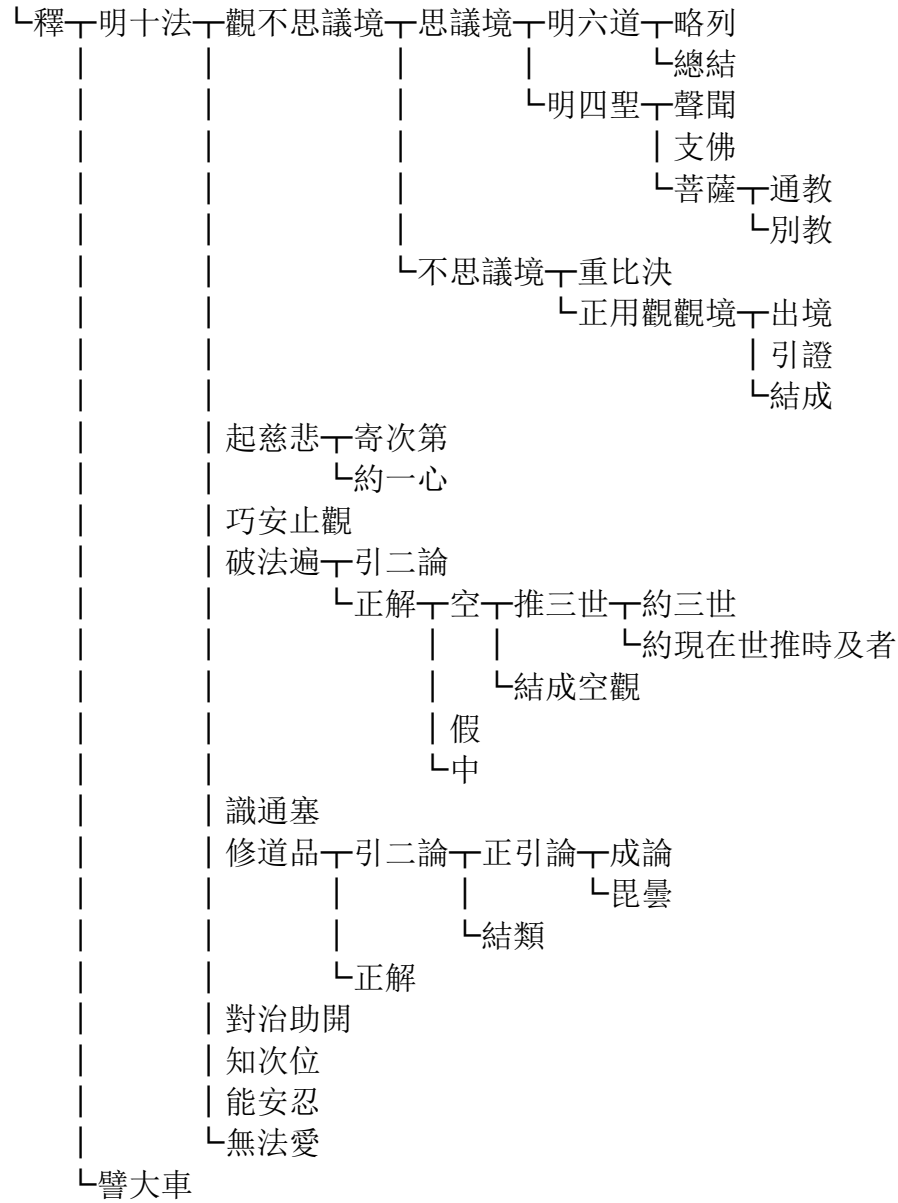 └釋┬明十法┬觀不思議境┬思議境┬明六道┬略列
└總結
└明四聖┬聲聞
｜支佛
└菩薩┬通教
└別教
└不思議境┬重比決
└正用觀觀境┬出境
｜引證
└結成
｜起慈悲┬寄次第
└約一心
｜巧安止觀
｜破法遍┬引二論
└正解┬空┬推三世┬約三世
└約現在世推時及者
└結成空觀
｜假
└中
｜識通塞
｜修道品┬引二論┬正引論┬成論
└毘曇
└結類
└正解
｜對治助開
｜知次位
｜能安忍
└無法愛
└譬大車